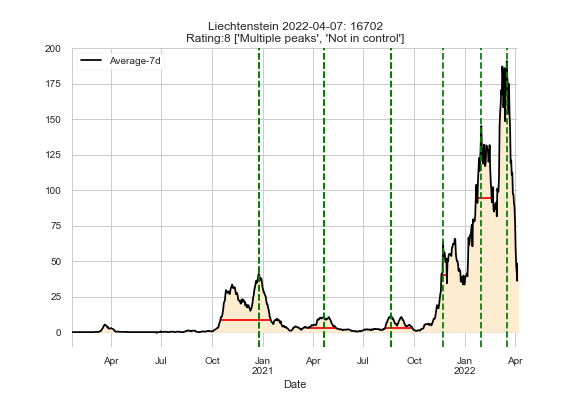 Liechtenstein 2022-04-07: 16702
Rating:8 ['Multiple peaks', 'Not in control']
Average-7d
200
175
150
125
100
75
50
25
0
Apr Jul Oct Jan Apr Jul Oct Jan Apr
2021 2022
Date